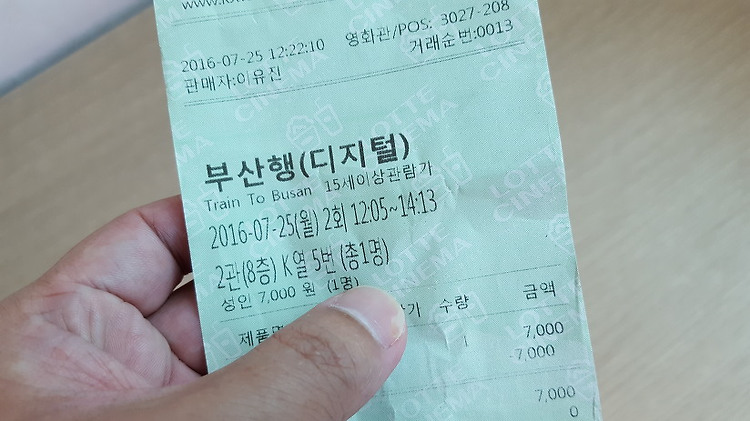 2016-07-25 12:22:10 영화관/POS: 3027-208
판매자:이유진 거래순번:0013
부산행(디지털)
Train To Busan 15세이상관람가
2016-07-25(월) 2회 12:05~14:13
2관(8층) K열 5번 (총1명)
성인 7,000 원 (1명)
수량 금액
1 7,000
-7,000
7,000
0
LOTTE
CINEMA